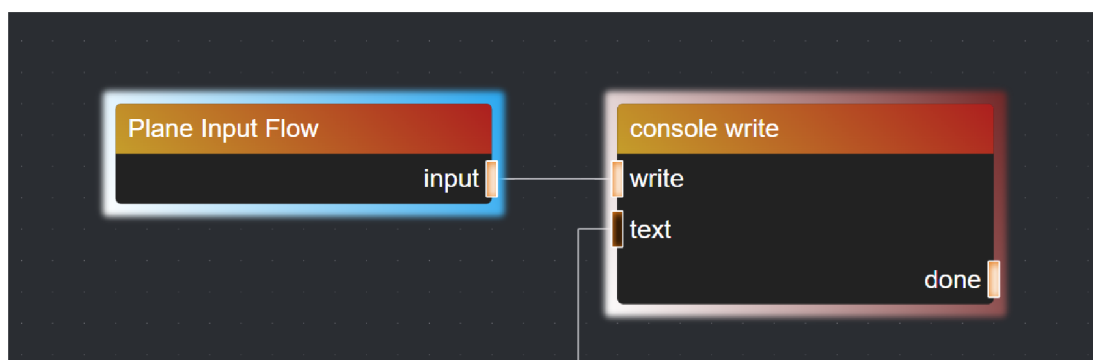 Plane Input Flow
input
console write
write
text
done